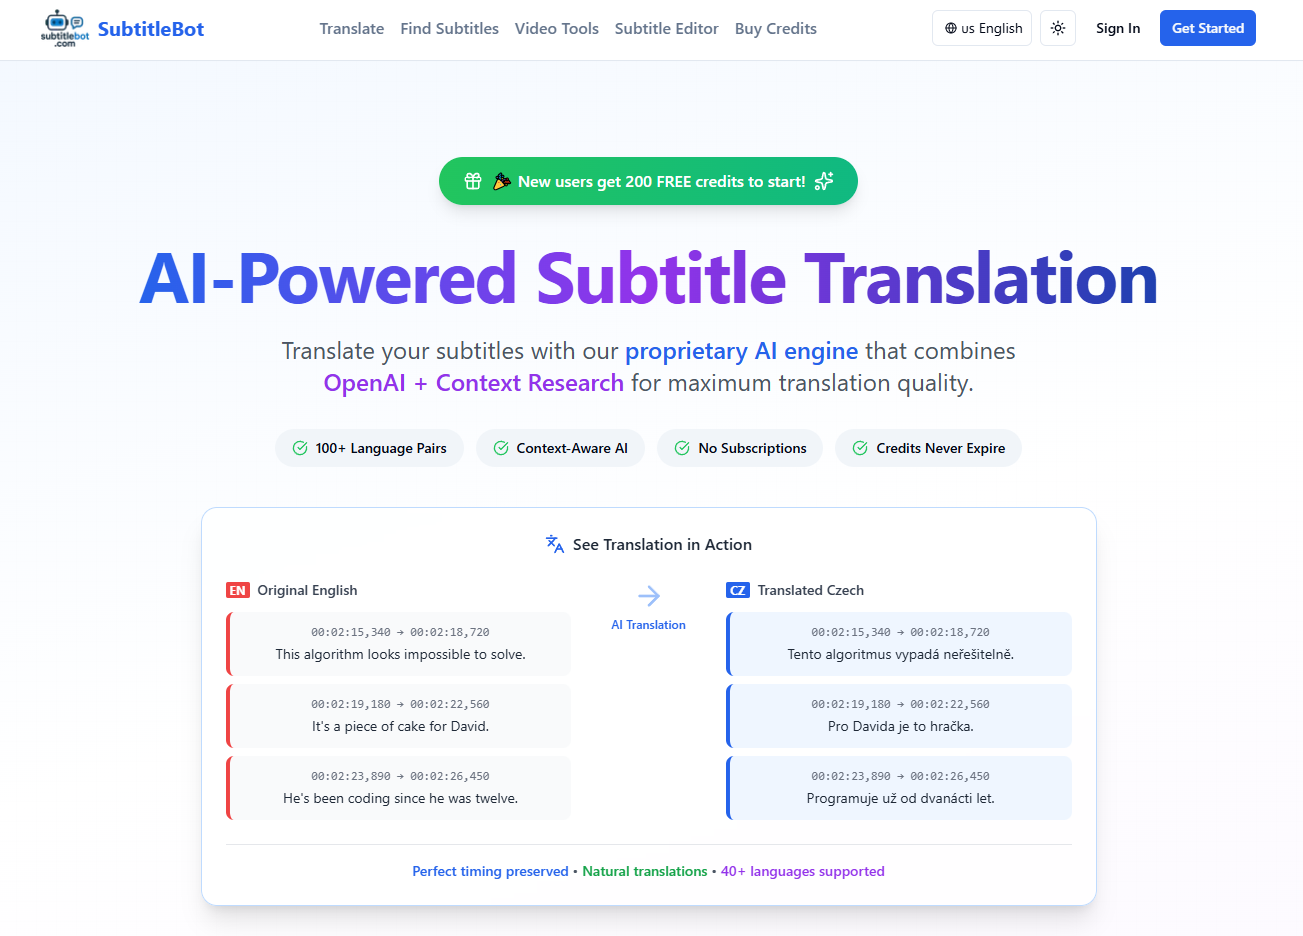 subtitlebot
.com
SubtitleBot
Translate
Find Subtitles
Video Tools
Subtitle Editor
Buy Credits
us English
Sign In
Get Started
New users get 200 FREE credits to start!
AI-Powered Subtitle Translation
Translate your subtitles with our proprietary AI engine that combines
OpenAI + Context Research for maximum translation quality.
100+ Language Pairs
Context-Aware AI
No Subscriptions
Credits Never Expire
See Translation in Action
EN Original English
00:02:15,340 → 00:02:18,720
This algorithm looks impossible to solve.
00:02:19,180 → 00:02:22,560
It's a piece of cake for David.
00:02:23,890 → 00:02:26,450
He's been coding since he was twelve.
AI Translation
CZ Translated Czech
00:02:15,340 → 00:02:18,720
Tento algoritmus vypadá neřešitelně.
00:02:19,180 → 00:02:22,560
Pro Davida je to hračka.
00:02:23,890 → 00:02:26,450
Programuje už od dvanácti let.
Perfect timing preserved • Natural translations • 40+ languages supported